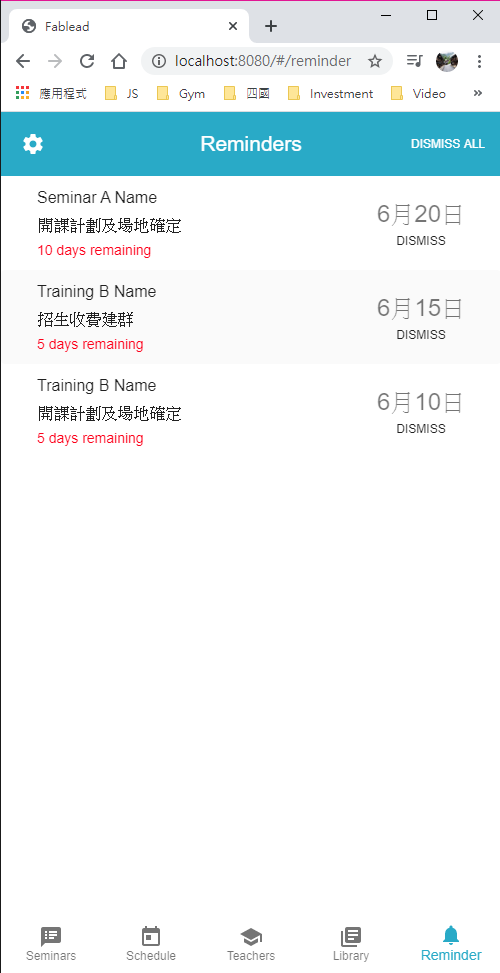 Fablead
localhost:8080/#/reminder
應用程式 JS Gym 四國 Investment Video »
Reminders DISMISS ALL
Seminar A Name
開課計劃及場地確定
10 days remaining
6月20日
DISMISS
Training B Name
招生收費建群
5 days remaining
6月15日
DISMISS
Training B Name
開課計劃及場地確定
5 days remaining
6月10日
DISMISS
Seminars Schedule Teachers Library Reminder